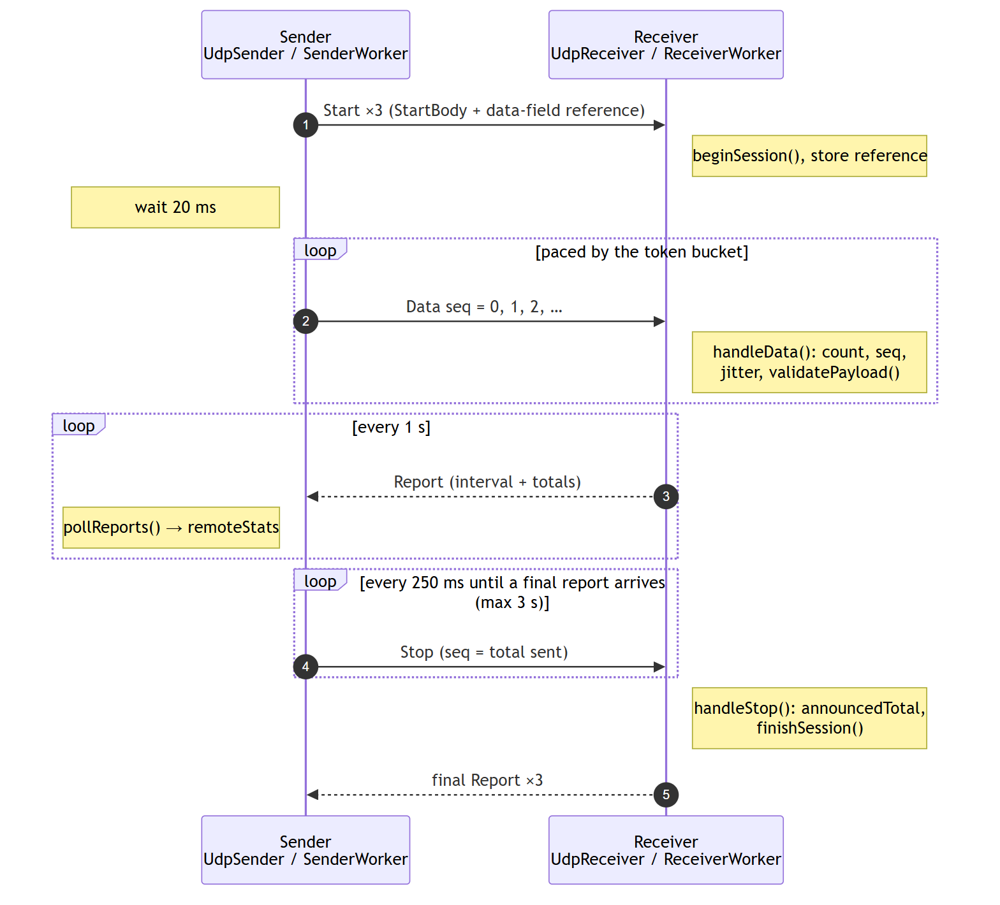 Sender
UdpSender / SenderWorker
Receiver
UdpReceiver / ReceiverWorker
Start ×3 (StartBody + data-field reference)
1
beginSession(), store reference
wait 20 ms
loop
[paced by the token bucket]
Data seq = 0, 1, 2, ...
2
handleData(): count, seq,
jitter, validatePayload()
loop
[every 1 s]
Report (interval + totals)
3
pollReports() → remoteStats
loop
[every 250 ms until a final report arrives
(max 3 s)]
Stop (seq = total sent)
4
handleStop(): announcedTotal,
finishSession()
final Report ×3
5
Sender
UdpSender / SenderWorker
Receiver
UdpReceiver / ReceiverWorker